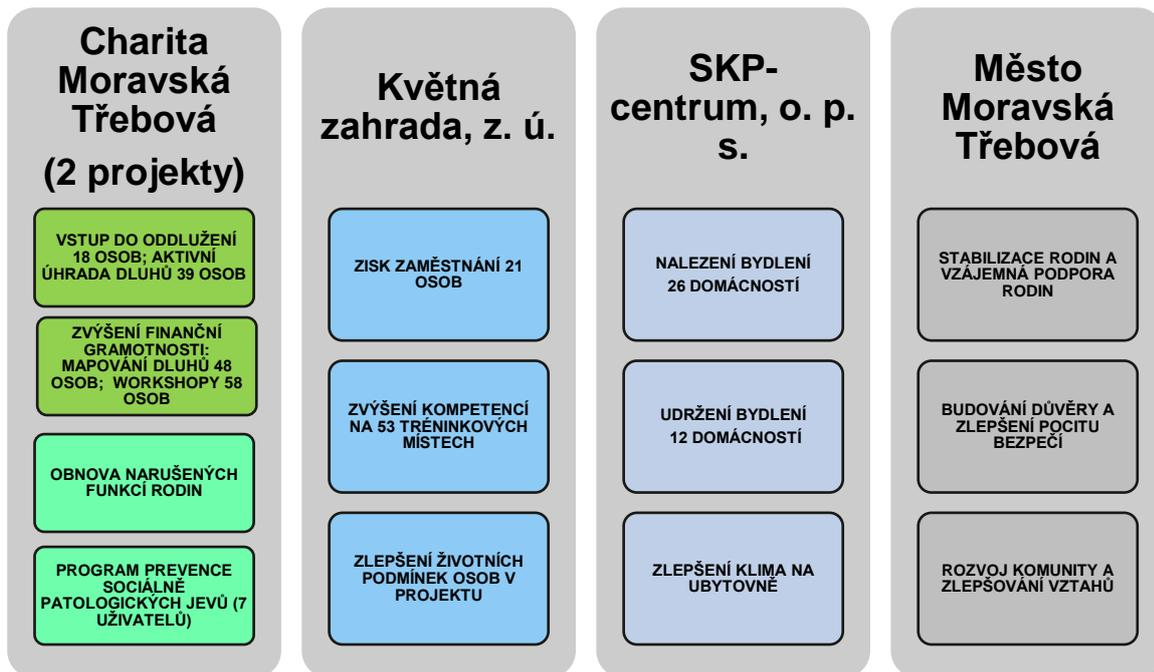 Charita
Moravská
Třebová
(2 projekty)
VSTUP DO ODDLUŽENÍ
18 OSOB; AKTIVNÍ
ÚHRADA DLUHŮ 39 OSOB
ZVÝŠENÍ FINANČNÍ
GRAMOTNOSTI:
MAPOVÁNÍ DLUHŮ 48
OSOB; WORKSHOPY 58
OSOB
OBNOVA NARUŠENÝCH
FUNKCÍ RODIN
PROGRAM PREVENCE
SOCIÁLNĚ
PATOLOGICKÝCH JEVŮ (7
UŽIVATELŮ)
Květná
zahrada, z. ú.
ZISK ZAMĚSTNÁNÍ 21
OSOB
ZVÝŠENÍ KOMPETENCÍ
NA 53 TRÉNINKOVÝCH
MÍSTECH
ZLEPŠENÍ ŽIVOTNÍCH
PODMÍNEK OSOB V
PROJEKTU
SKP-
centrum, o. p.
s.
NALEZENÍ BYDLENÍ
26 DOMÁCNOSTÍ
UDRŽENÍ BYDLENÍ
12 DOMÁCNOSTÍ
ZLEPŠENÍ KLIMA NA
UBYTOVNĚ
Město
Moravská
Třebová
STABILIZACE RODIN A
VZÁJEMNÁ PODPORA
RODIN
BUDOVÁNÍ DŮVĚRY A
ZLEPŠENÍ POCITU
BEZPEČÍ
ROZVOJ KOMUNITY A
ZLEPŠOVÁNÍ VZTAHŮ